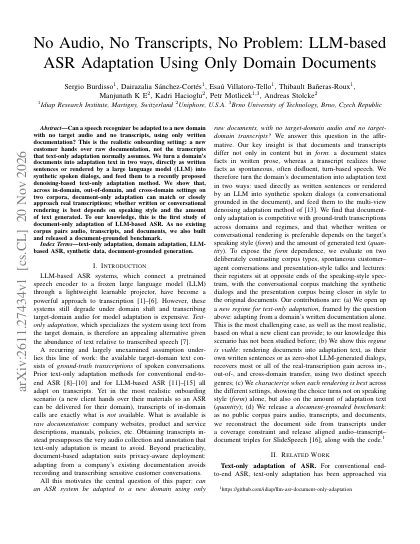 No Audio, No Transcripts, No Problem: LLM-based
ASR Adaptation Using Only Domain Documents
Sergio Burdisso, Dairazalia Sánchez-Cortés, Esaú Villatoro-Tello, Thibault Bañeras-Roux,
Manjunath K E, Kadri Hacioglu, Petr Motlicek, Andreas Stolcke
Idiap Research Institute, Martigny, Switzerland Uniphore, U.S.A. Brno University of Technology, Brno, Czech Republic
arXiv:2611.27434v1 [cs.CL] 20 Nov 2026
Abstract—Can a speech recognizer be adapted to a new domain
with no target audio and no transcripts, using only written
documentation? This is the realistic onboarding setting: a new
customer hands over raw documentation, not the transcripts
that text-only adaptation normally assumes. We turn a domain's
documents into adaptation text in two ways, directly as written
sentences or rendered by a large language model (LLM) into
synthetic spoken dialogs, and feed them to a recently proposed
denoising-based text-only adaptation method. We show that,
across in-domain, out-of-domain, and cross-domain settings on
two corpora, document-only adaptation can match or closely
approach real transcriptions; whether written or conversational
rendering is best depends on speaking style and the amount
of text generated. To our knowledge, this is the first study of
document-only adaptation of LLM-based ASR. As no existing
corpus pairs audio, transcripts, and documents, we also built
and released a document-grounded benchmark.
Index Terms—text-only adaptation, domain adaptation, LLM-
based ASR, synthetic data, document-grounded generation.
I. Introduction
LLM-based ASR systems, which connect a pretrained
speech encoder to a frozen large language model (LLM)
through a lightweight learnable projector, have become a
powerful approach to transcription [1]–[6]. However, these
systems still degrade under domain shift and transcribing
target-domain audio for model adaptation is expensive. Text-
only adaptation, which specializes the system using text from
the target domain, is therefore an appealing alternative given
the abundance of text relative to transcribed speech [7].
A recurring and largely unexamined assumption under-
lies this line of work: the available target-domain text con-
sists of ground-truth transcriptions of spoken conversations.
Prior text-only adaptation methods for conventional end-to-
end ASR [8]–[10] and for LLM-based ASR [11]–[15] all
adapt on transcripts. Yet in the most realistic onboarding
scenario (a new client hands over their materials so an ASR
can be delivered for their domain), transcripts of in-domain
calls are exactly what is not available. What is available is
raw documentation: company websites, product and service
descriptions, manuals, policies, etc. Obtaining transcripts in-
stead presupposes the very audio collection and annotation
that text-only adaptation is meant to avoid. Beyond practicality,
document-based adaptation suits privacy-aware deployment:
adapting from a company's existing documentation avoids
recording and transcribing sensitive customer conversations.
All this motivates the central question of this paper: can
an ASR system be adapted to a new domain using only
new documents, with no target-domain audio and no target-
domain transcripts? We answer this question in the affirma-
tive. Our key insight is that documents and transcripts
differ not only in content but in form: a document states
facts in written prose, whereas a transcript realizes those
facts as spontaneous, often disfluent, turn-based speech. We
therefore turn the domain's documentation into adaptation text
in two ways: used directly as written sentences or rendered
by an LLM into synthetic spoken dialogs (a conversation
grounded in the document), and feed them to the multi-view
denoising adaptation method of [13]. We find that document-
only adaptation is competitive with ground-truth transcriptions
across domains and regimes, and that whether written or
conversational rendering is preferable depends on the target's
speaking style (form) and the amount of generated text (quan-
tity). To expose the form dependence, we evaluate on two
deliberately contrasting corpus types, spontaneous customer-
agent conversations and presentation-style talks and lectures:
their registers sit at opposite ends of the speech-style spec-
trum, with the conversational corpus matching the synthetic
dialogs and the presentation corpus being closer in style to
the original documents. Our contributions are: (a) We open up
a new regime for text-only adaptation, framed by the question
above: adapting from a domain's written documentation alone.
This is the most challenging case, as well as the most realistic,
based on what a new client can provide; to our knowledge this
scenario has not been studied before; (b) We show this regime
is viable: rendering documents into adaptation text, as their
own written sentences or as zero-shot LLM-generated dialogs,
recovers most of all of the real-transcription gain across in-,
out-of-, and cross-domain transfer, using two distinct speech
genres; (c) We characterize when each rendering is best across
the different settings, showing the choice turns not on speaking
style (form) alone, but also on the amount of adaptation text
(quantity); (d) We release a document-grounded benchmark:
as no public corpus pairs audio, transcripts, and documents,
we reconstruct the document side from transcripts under
a coverage constraint and release aligned audio–transcript–
document triples for SlideSpeech [16], along with the code.1
II. Related Work
Text-only adaptation of ASR. For conventional end-
to-end ASR, text-only adaptation has been approached via
1https://github.com/idiap/llm-asr-document-only-adaptation